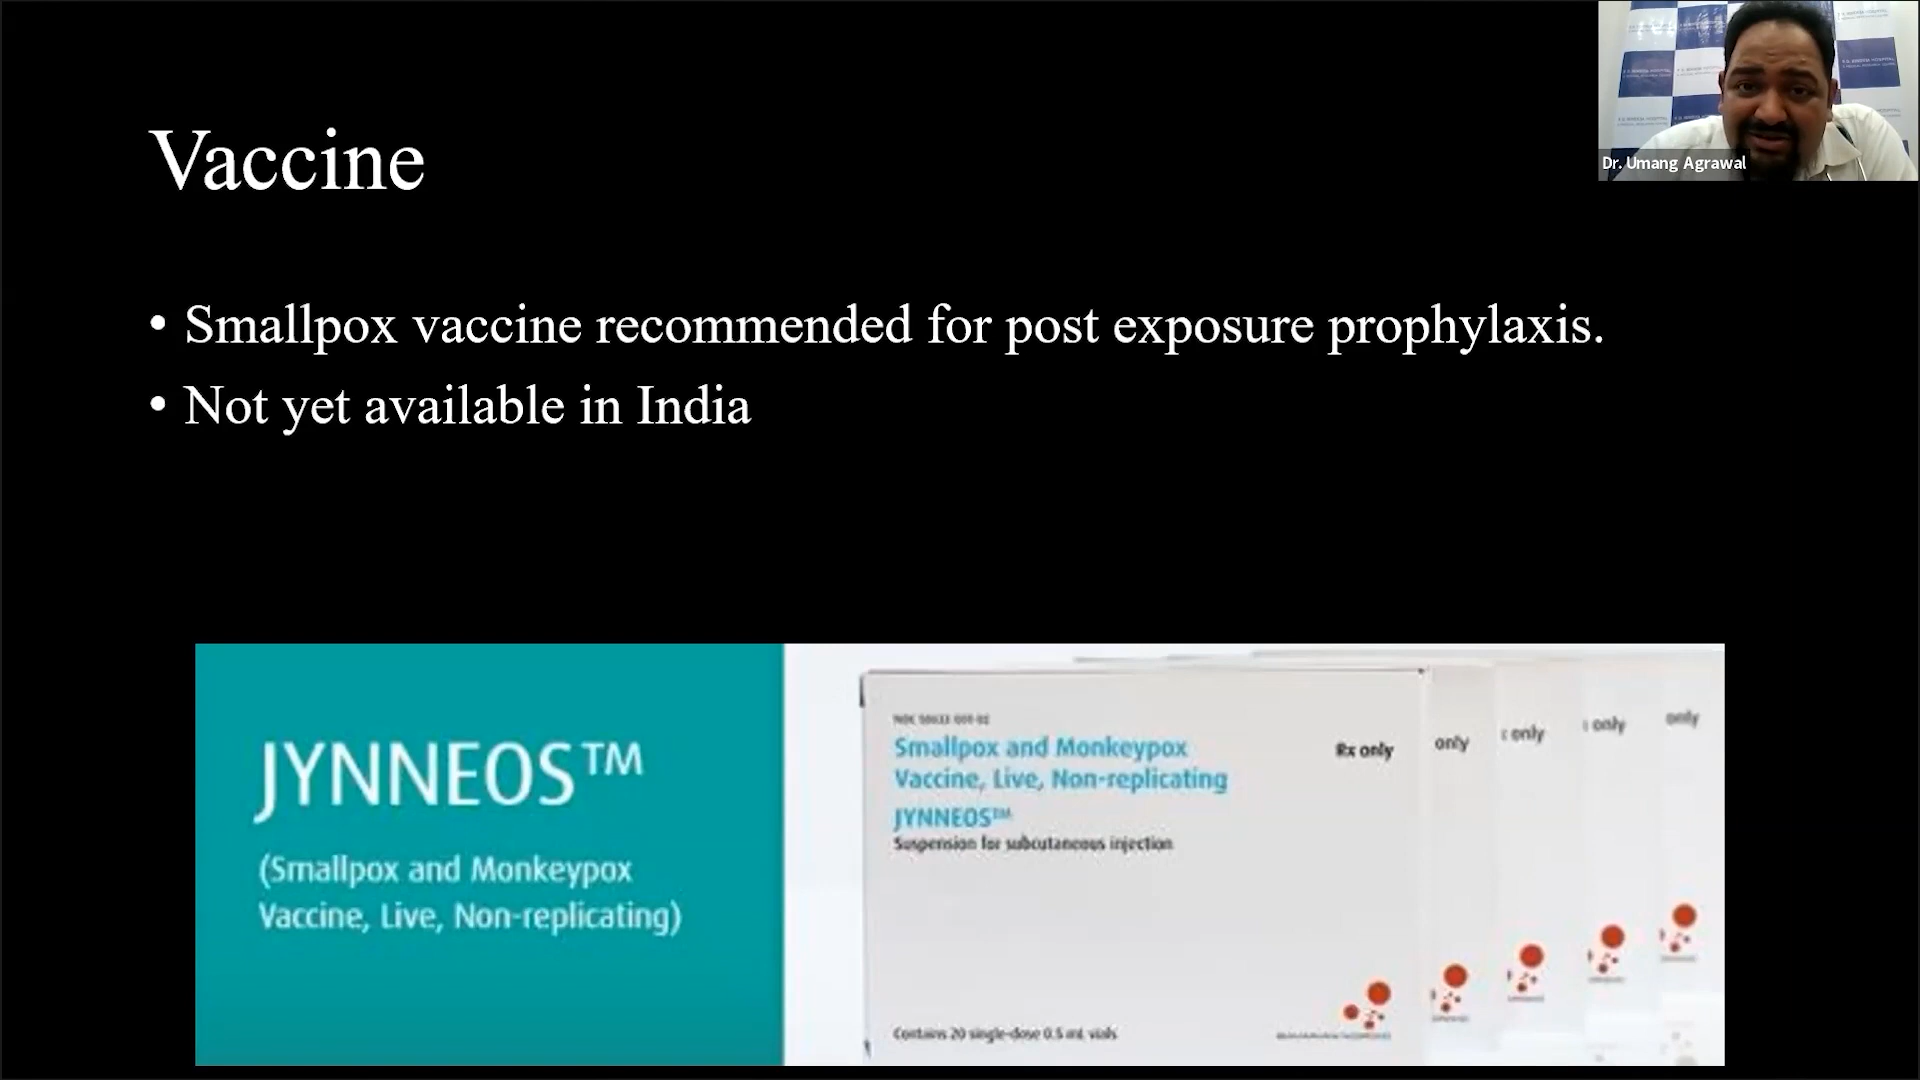 Vaccine
• Smallpox vaccine recommended for post exposure prophylaxis.
• Not yet available in India
Dr. Umang Agrawal
JYNNEOS™
(Smallpox and Monkeypox
Vaccine, Live, Non-replicating)
Smallpox and Monkeypox
Vaccine, Live, Non-replicating
Rx only
JYNNEOS™
Suspension for subcutaneous injection
Contains 20 single-dose 0.5 mL vials
only
only
only
only